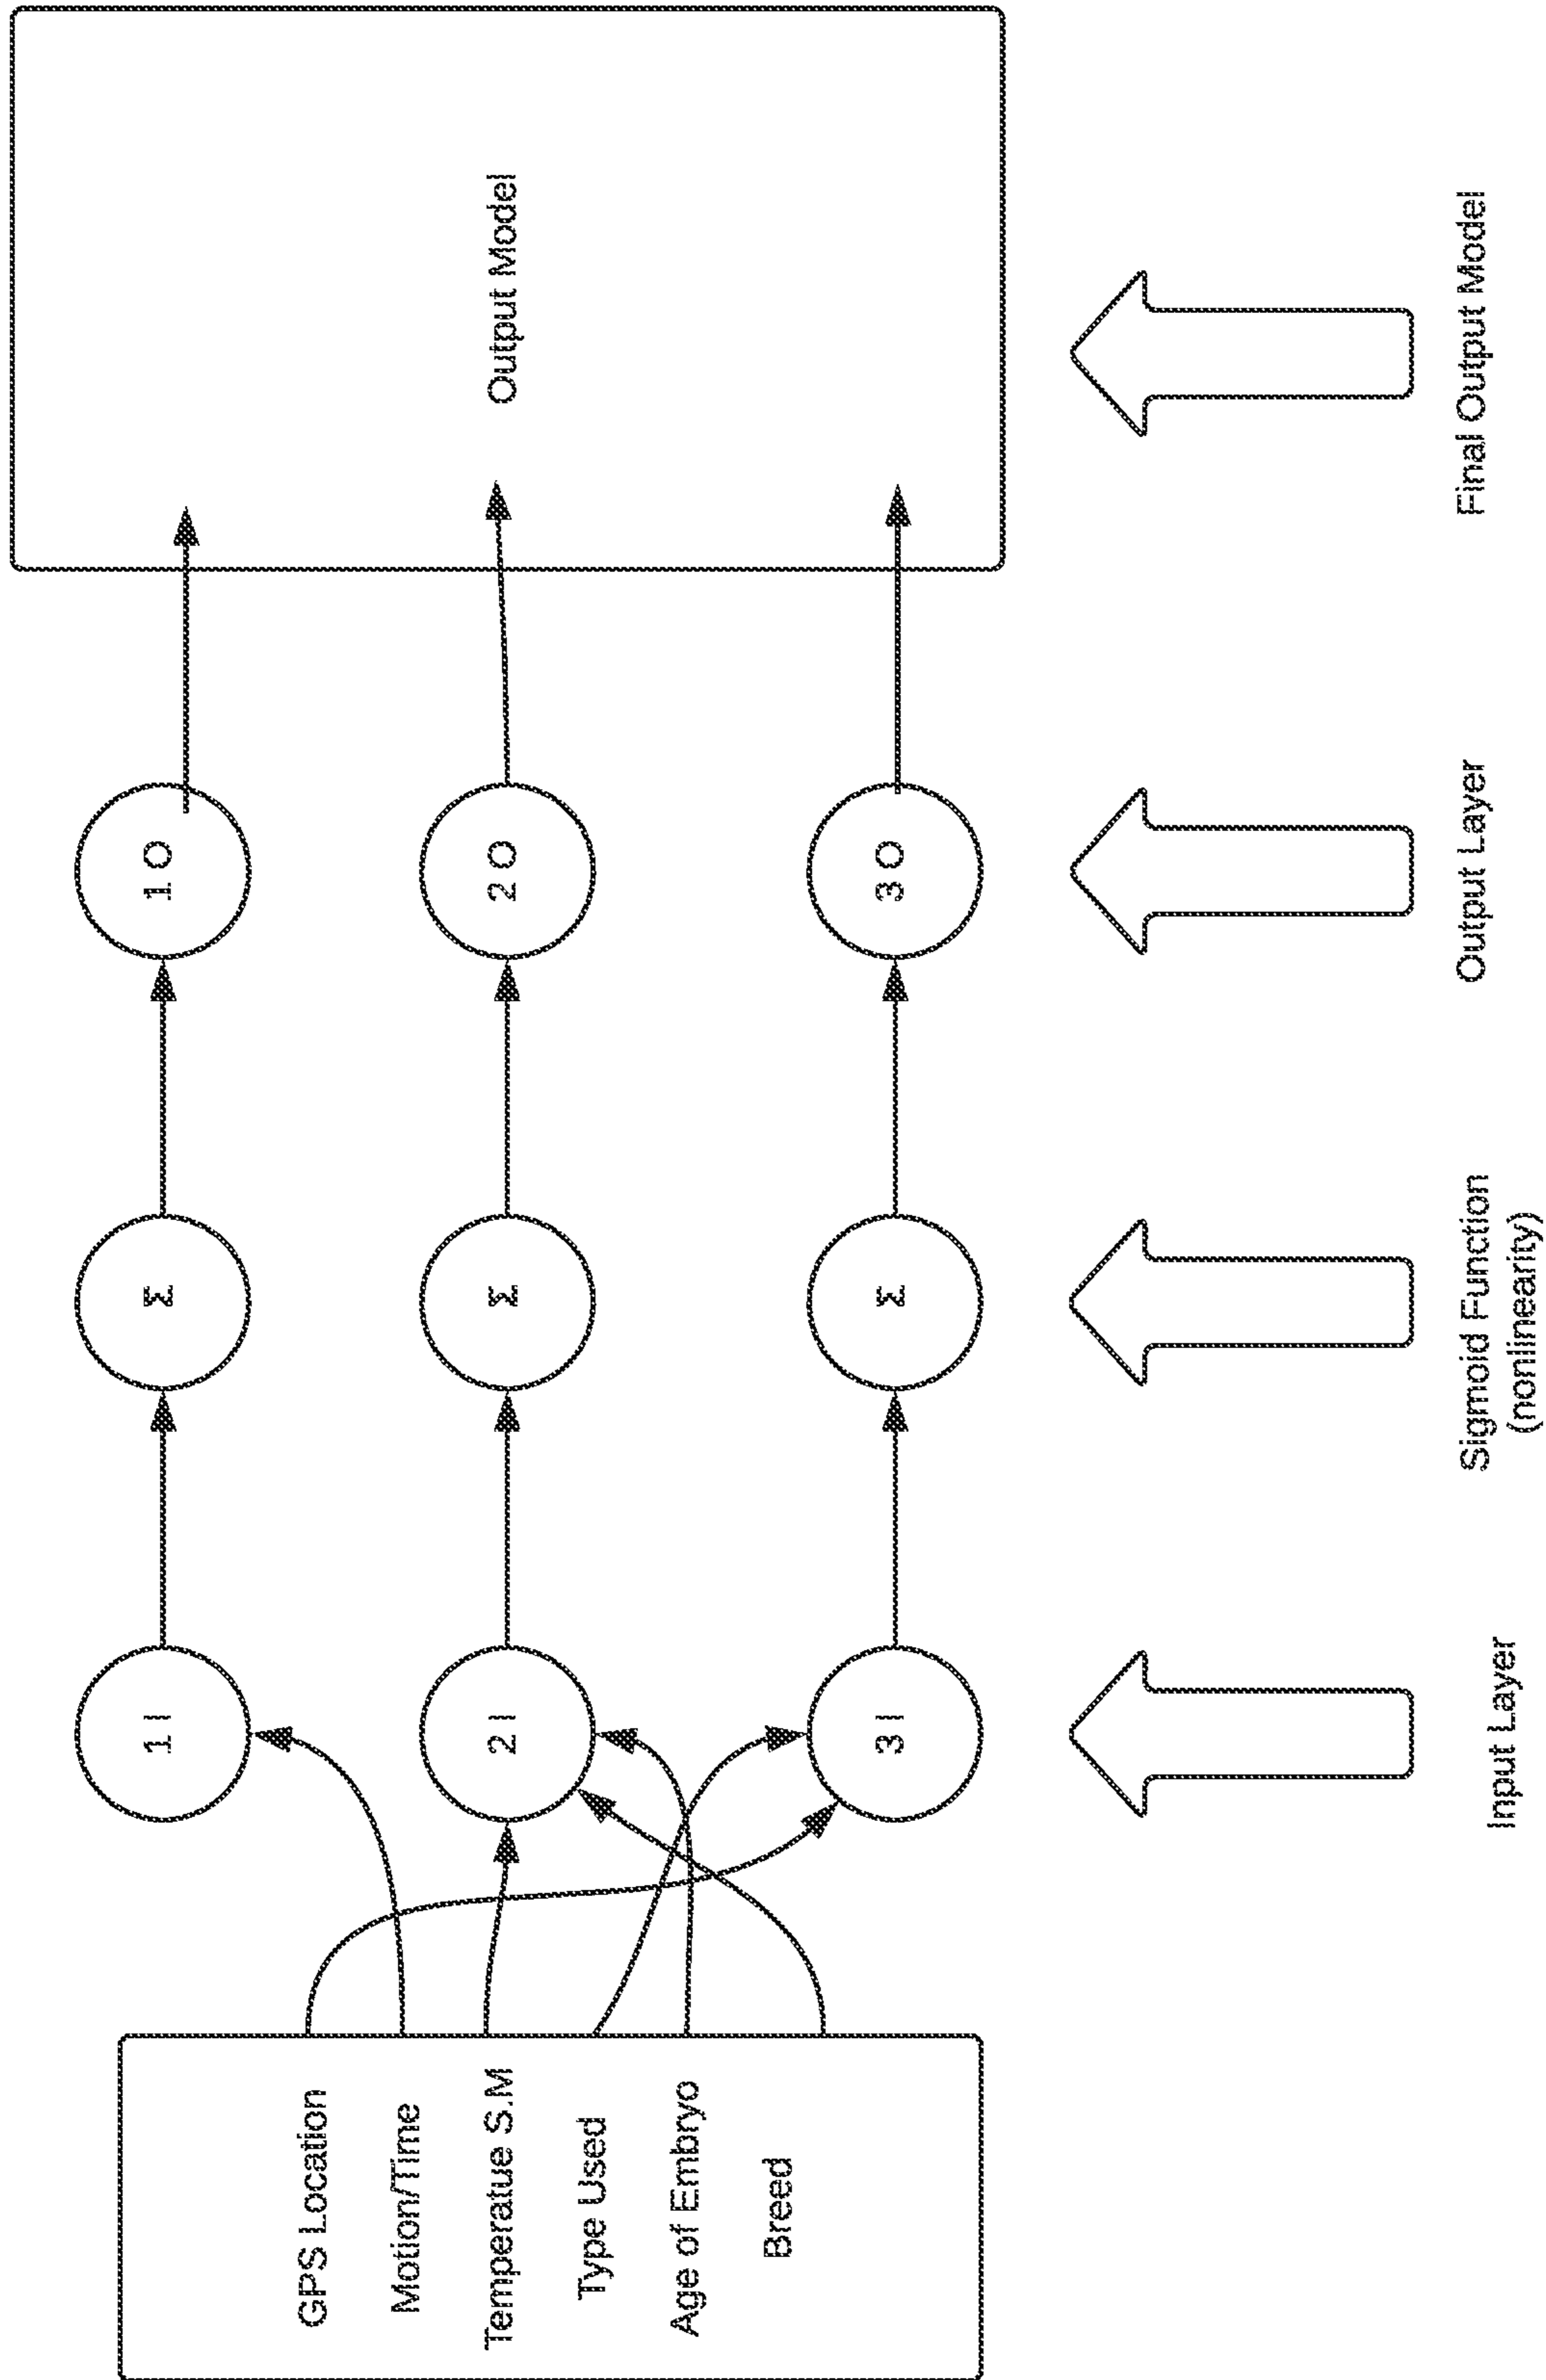 GPS Location
Motion/Time
Temperatue S.M
Type Used
Age of Embryo
Breed
1 I
2 I
3 I
Σ
Σ
Σ
1 O
2 O
3 O
Output Model
Input Layer
Sigmoid Function
(nonlinearity)
Output Layer
Final Output Model